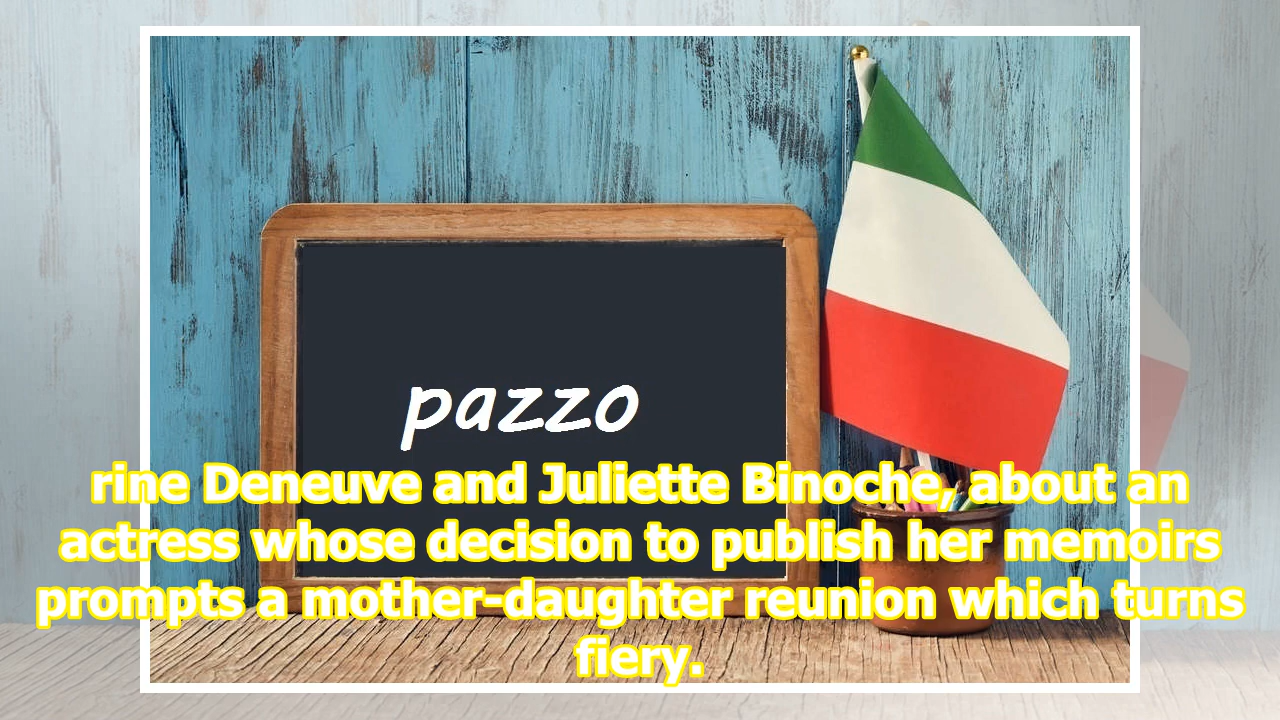 pazzo
rine Deneuve and Juliette Binoche, about an
actress whose decision to publish her memoirs
prompts a mother-daughter reunion which turns
fiery.